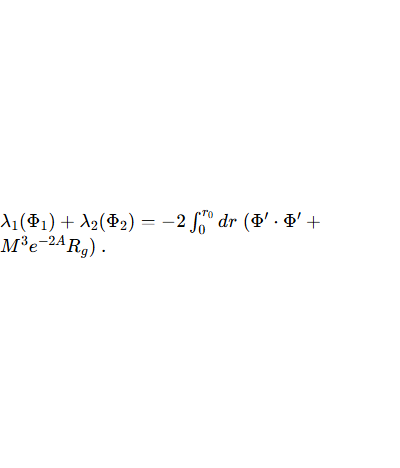 λ₁(Φ₁) + λ₂(Φ₂) = −2 ∫₀^{r₀} dr (Φ′ · Φ′ +
M³e^{−2A}R_g) .